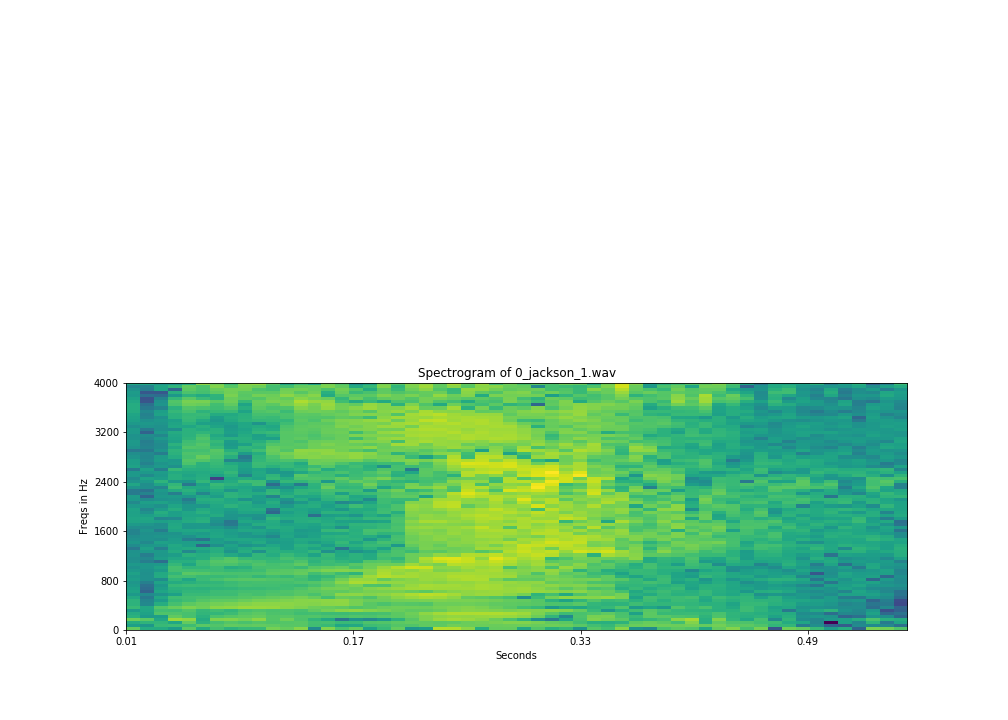 Spectrogram of 0_jackson_1.wav
4000
3200
2400
1600
800
0
Freqs in Hz
0.01 0.17 0.33 0.49
Seconds